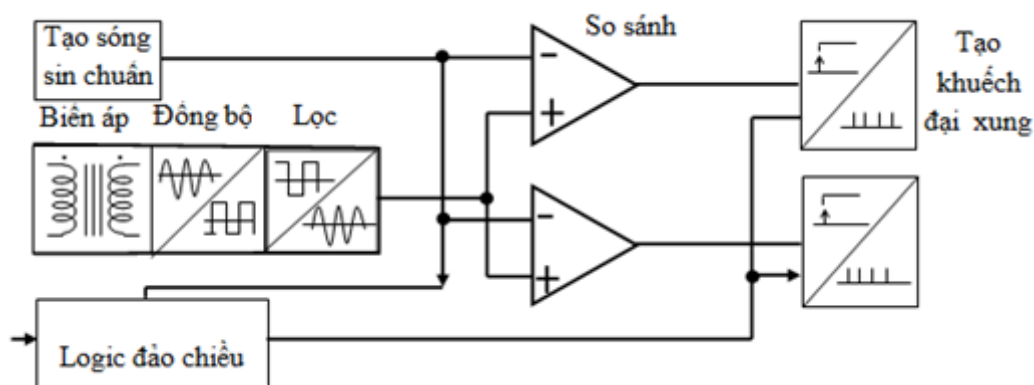 Tạo sóng
sin chuẩn
So sánh
Tạo
khuếch
đại xung
Biến áp
Đồng bộ
Lọc
-
+
-
+
Logic đảo chiều